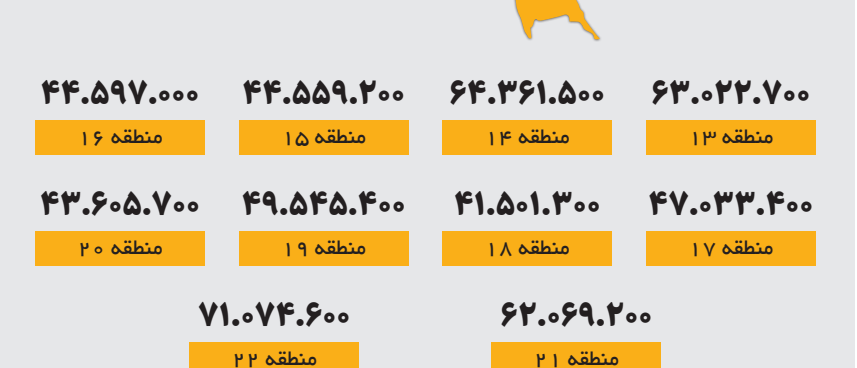 ۶۳.۰۲۲.۷۰۰ ۶۴.۳۶۱.۵۰۰ ۴۴.۵۵۹.۲۰۰ ۴۴.۵۹۷.۰۰۰
منطقه ۱۳ منطقه ۱۴ منطقه ۱۵ منطقه ۱۶
۴۷.۰۳۳.۴۰۰ ۴۱.۵۰۱.۳۰۰ ۴۹.۵۴۵.۴۰۰ ۴۳.۶۰۵.۷۰۰
منطقه ۱۷ منطقه ۱۸ منطقه ۱۹ منطقه ۲۰
۶۲.۰۶۹.۲۰۰ ۷۱.۰۷۴.۶۰۰
منطقه ۲۱ منطقه ۲۲